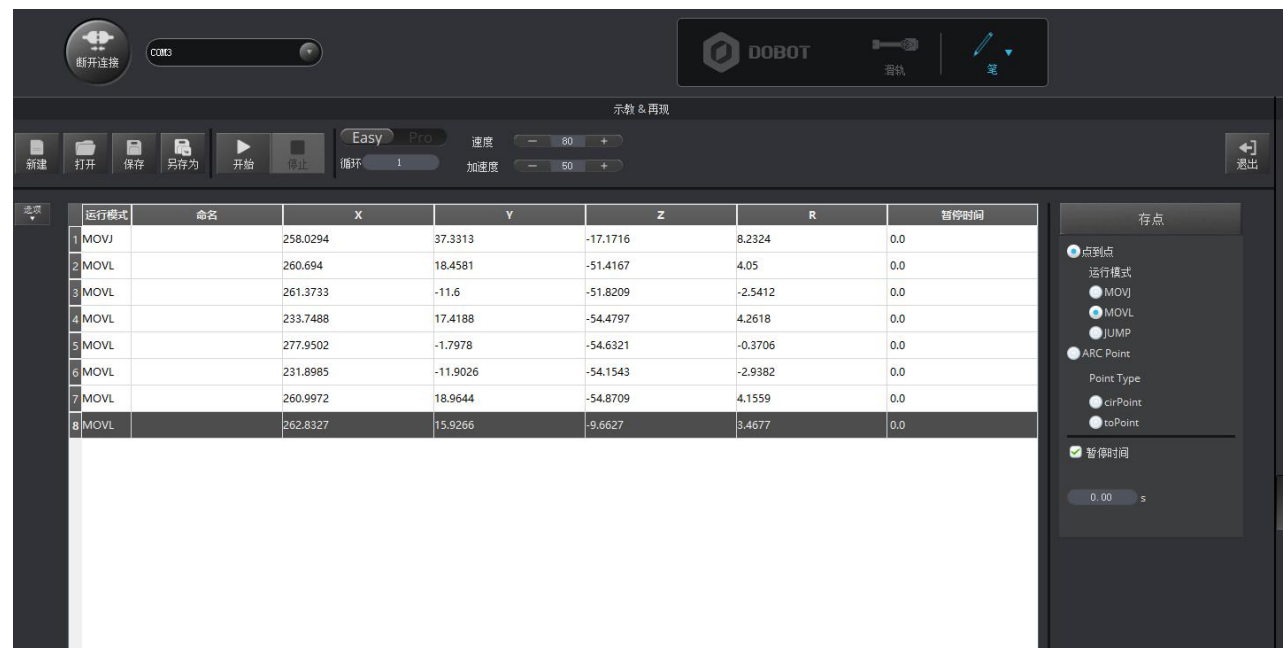 断开连接
COM3
DOBOT
滑轨
笔
示教 & 再现
新建 打开 保存 另存为 开始 停止
Easy Pro
循环 1
速度 － 80 ＋
加速度 － 50 ＋
退出
选项
运行模式 命名 X Y Z R 暂停时间
1 MOVJ 258.0294 37.3313 -17.1716 8.2324 0.0
2 MOVL 260.694 18.4581 -51.4167 4.05 0.0
3 MOVL 261.3733 -11.6 -51.8209 -2.5412 0.0
4 MOVL 233.7488 17.4188 -54.4797 4.2618 0.0
5 MOVL 277.9502 -1.7978 -54.6321 -0.3706 0.0
6 MOVL 231.8985 -11.9026 -54.1543 -2.9382 0.0
7 MOVL 260.9972 18.9644 -54.8709 4.1559 0.0
8 MOVL 262.8327 15.9266 -9.6627 3.4677 0.0
存点
点到点
运行模式
MOVJ
MOVL
JUMP
ARC Point
Point Type
cirPoint
toPoint
暂停时间
0.00 s